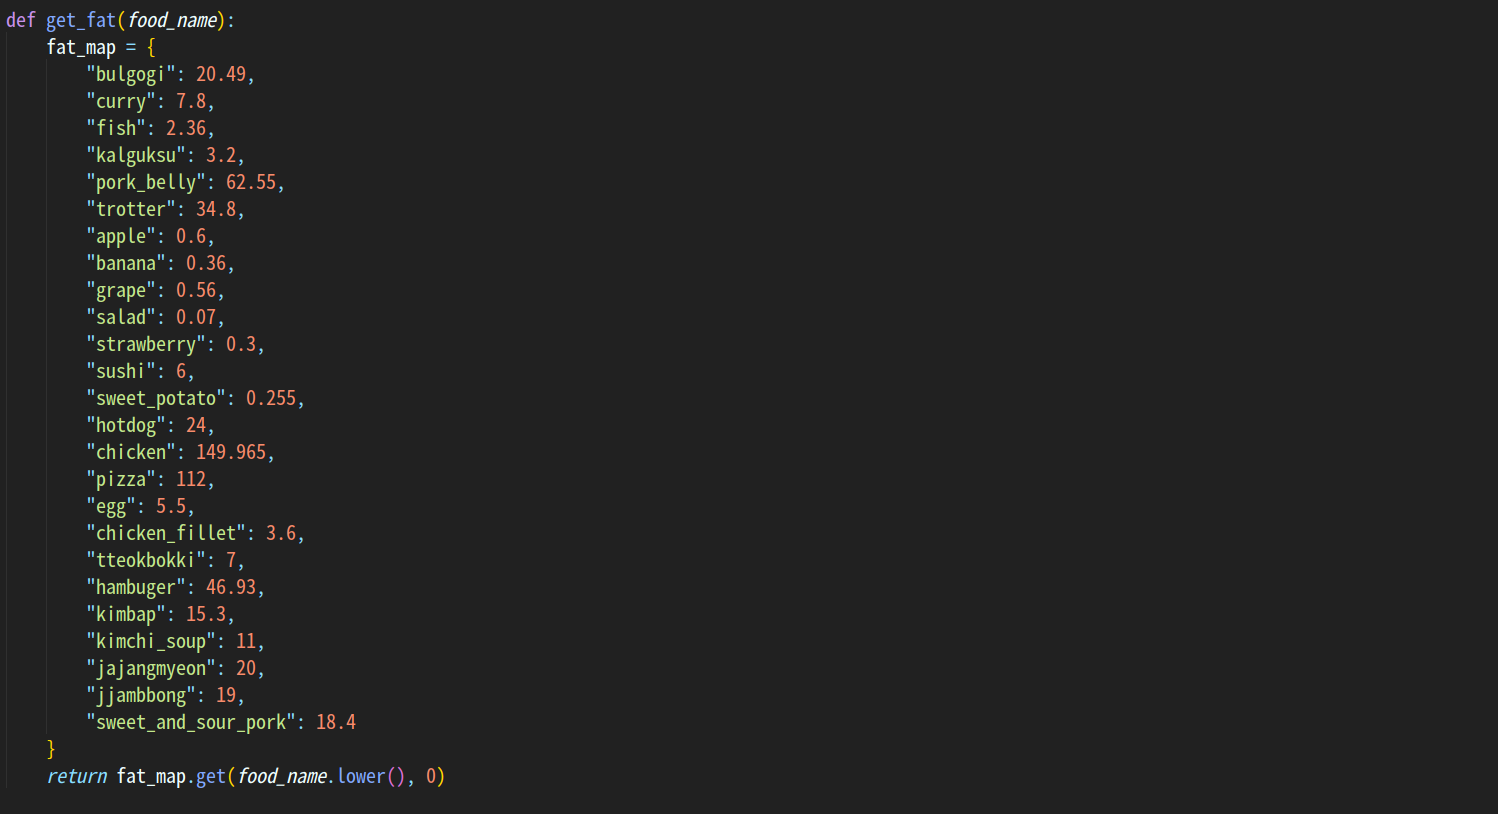 def get_fat(food_name):
    fat_map = {
        "bulgogi": 20.49,
        "curry": 7.8,
        "fish": 2.36,
        "kalguksu": 3.2,
        "pork_belly": 62.55,
        "trotter": 34.8,
        "apple": 0.6,
        "banana": 0.36,
        "grape": 0.56,
        "salad": 0.07,
        "strawberry": 0.3,
        "sushi": 6,
        "sweet_potato": 0.255,
        "hotdog": 24,
        "chicken": 149.965,
        "pizza": 112,
        "egg": 5.5,
        "chicken_fillet": 3.6,
        "tteokbokki": 7,
        "hambuger": 46.93,
        "kimbap": 15.3,
        "kimchi_soup": 11,
        "jajangmyeon": 20,
        "jjambbong": 19,
        "sweet_and_sour_pork": 18.4
    }
    return fat_map.get(food_name.lower(), 0)